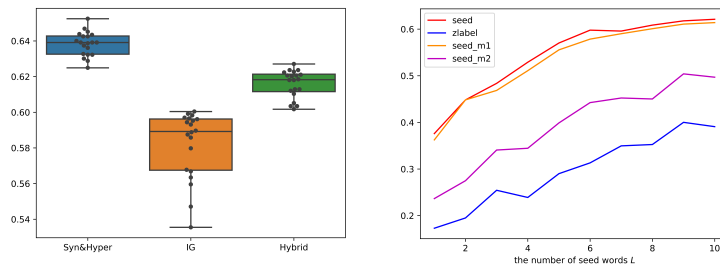 0.64
0.62
0.60
0.58
0.56
0.54
Syn&Hyper IG Hybrid
0.6
0.5
0.4
0.3
0.2
seed
zlabel
seed_m1
seed_m2
2 4 6 8 10
the number of seed words L